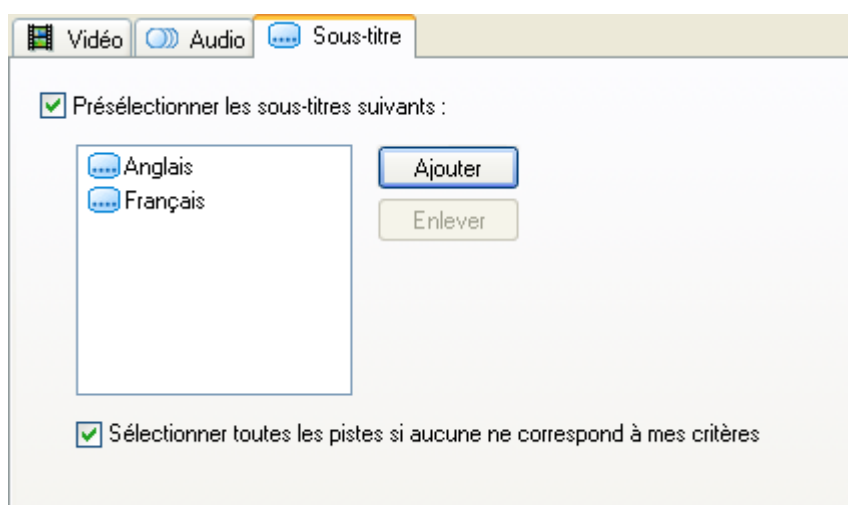 Vidéo Audio Sous-titre
Présélectionner les sous-titres suivants :
Anglais
Français
Ajouter
Enlever
Sélectionner toutes les pistes si aucune ne correspond à mes critères